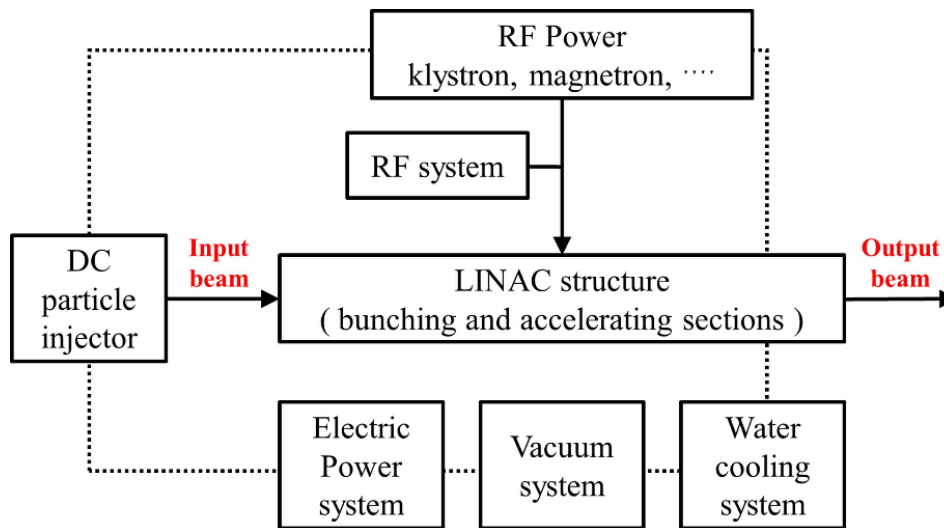 RF Power
klystron, magnetron, ····
RF system
DC
particle
injector
Input
beam
LINAC structure
( bunching and accelerating sections )
Output
beam
Electric
Power
system
Vacuum
system
Water
cooling
system